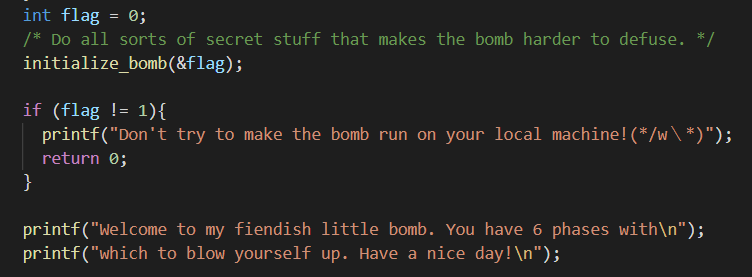 int flag = 0;
/* Do all sorts of secret stuff that makes the bomb harder to defuse. */
initialize_bomb(&flag);
if (flag != 1){
printf("Don't try to make the bomb run on your local machine!(*/w＼*)");
return 0;
}
printf("Welcome to my fiendish little bomb. You have 6 phases with\n");
printf("which to blow yourself up. Have a nice day!\n");